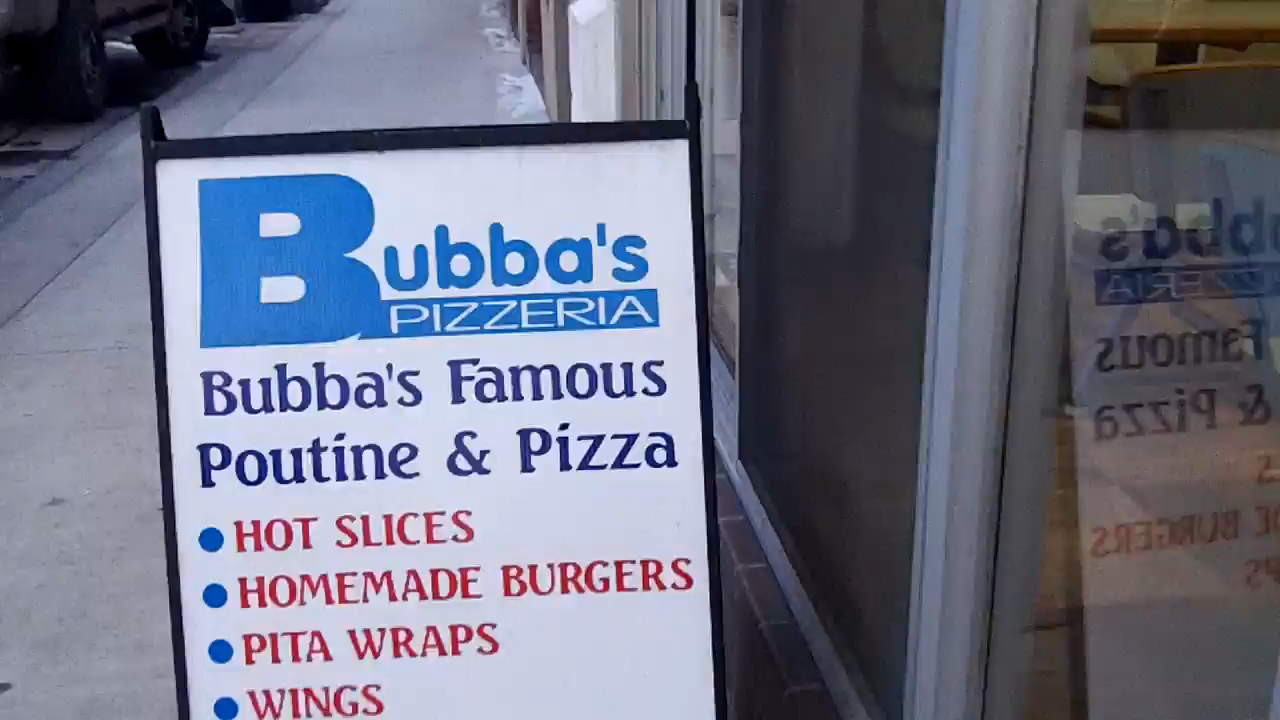 Bubba's
PIZZERIA
Bubba's Famous
Poutine & Pizza
HOT SLICES
HOMEMADE BURGERS
PITA WRAPS
WINGS